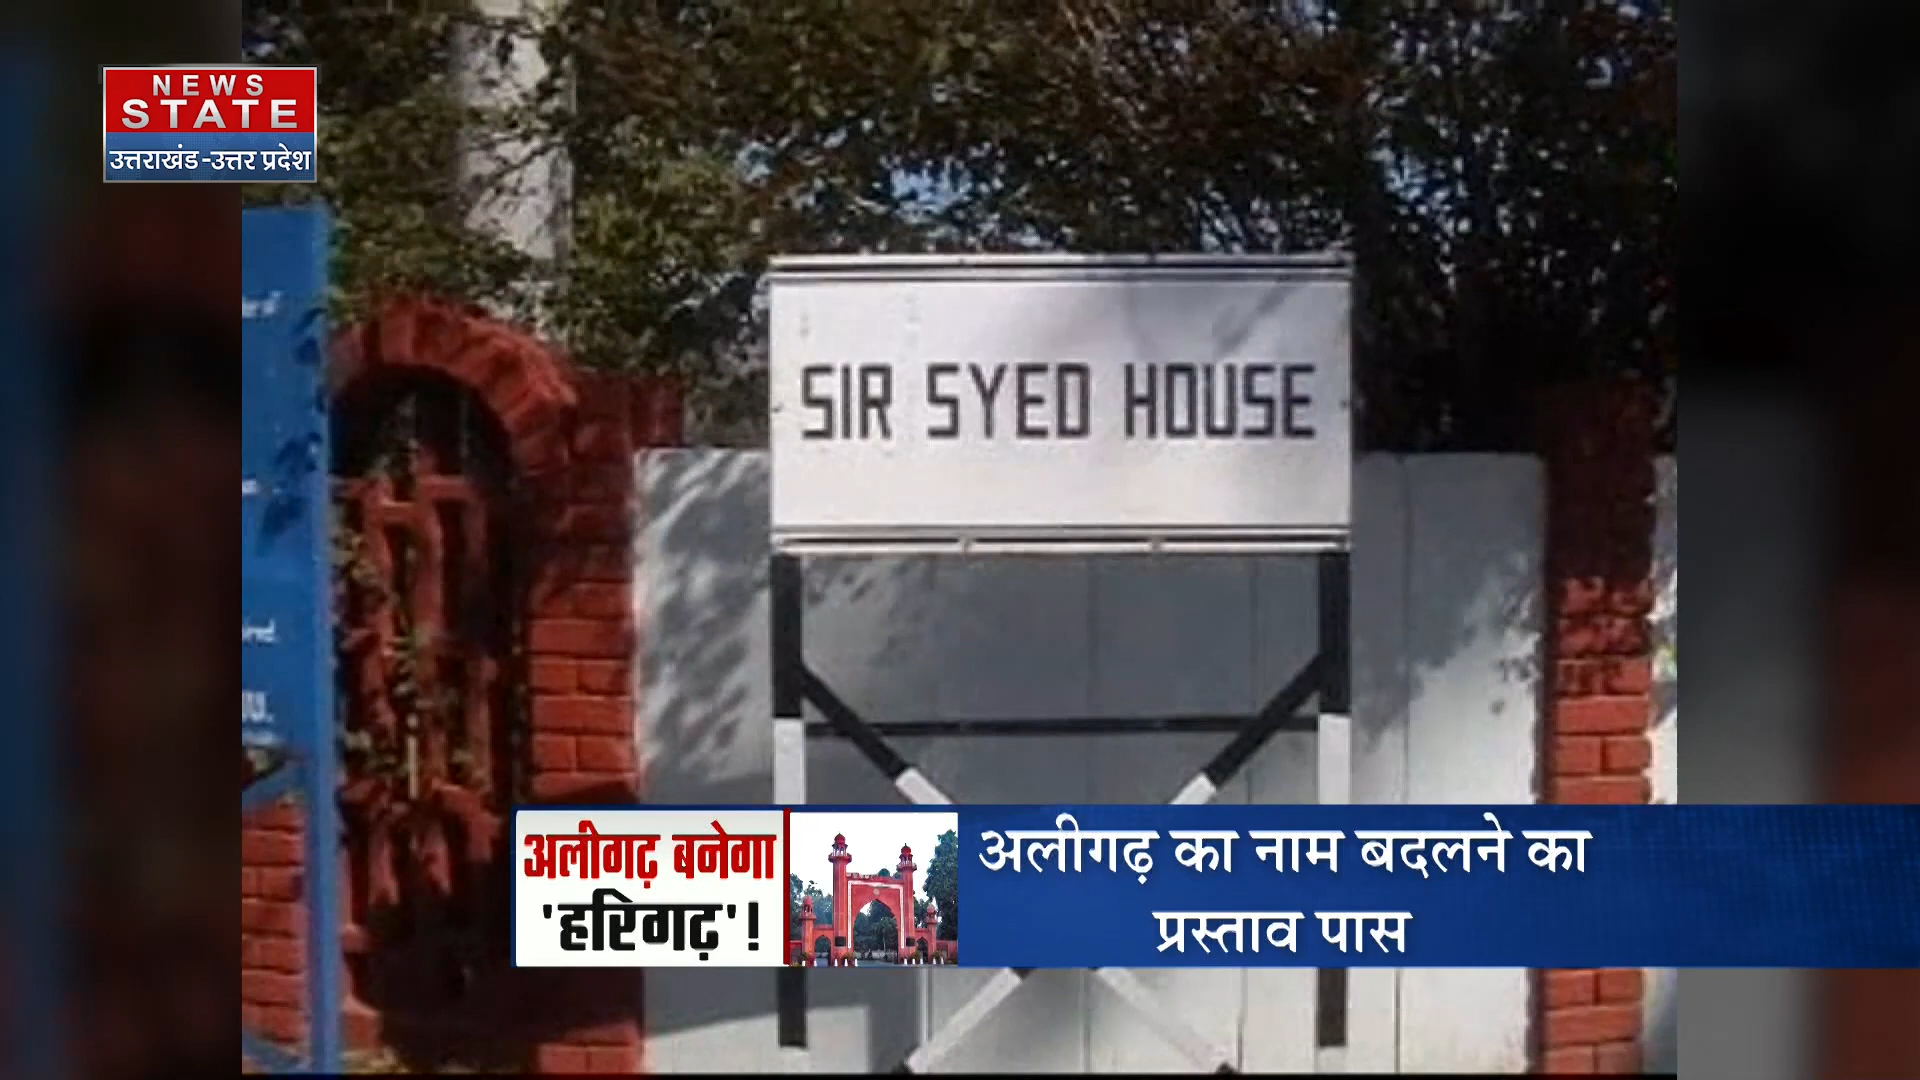 NEWS
STATE
उत्तराखंड-उत्तर प्रदेश
SIR SYED HOUSE
अलीगढ़ बनेगा
'हरिगढ़'!
अलीगढ़ का नाम बदलने का
प्रस्ताव पास